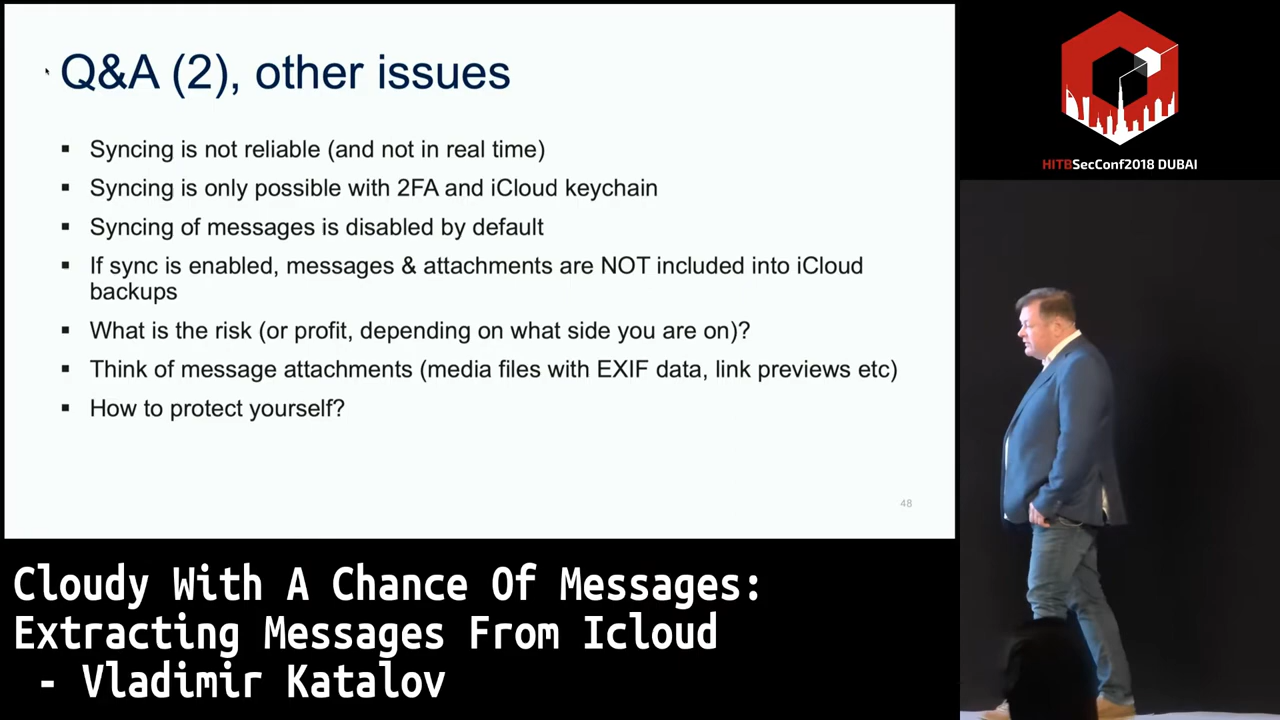 Q&A (2), other issues
▪ Syncing is not reliable (and not in real time)
▪ Syncing is only possible with 2FA and iCloud keychain
▪ Syncing of messages is disabled by default
▪ If sync is enabled, messages & attachments are NOT included into iCloud
backups
▪ What is the risk (or profit, depending on what side you are on)?
▪ Think of message attachments (media files with EXIF data, link previews etc)
▪ How to protect yourself?
48
HITBSecConf2018 DUBAI
Cloudy With A Chance Of Messages:
Extracting Messages From Icloud
- Vladimir Katalov